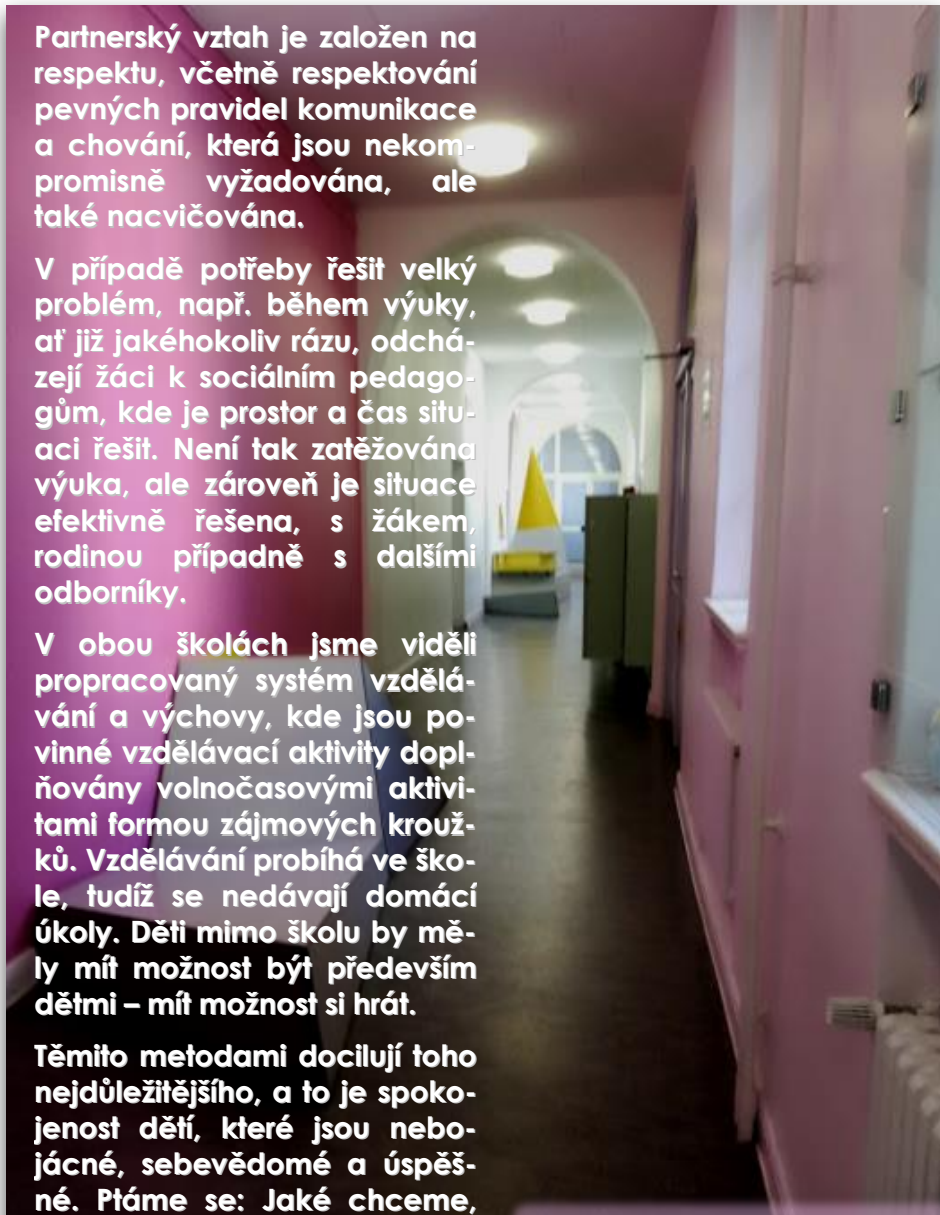 Partnerský vztah je založen na
respektu, včetně respektování
pevných pravidel komunikace
a chování, která jsou nekom-
promisně vyžadována, ale
také nacvičována.
V případě potřeby řešit velký
problém, např. během výuky,
ať již jakéhokoliv rázu, odchá-
zejí žáci k sociálním pedago-
gům, kde je prostor a čas situ-
aci řešit. Není tak zatěžována
výuka, ale zároveň je situace
efektivně řešena, s žákem,
rodinou případně s dalšími
odborníky.
V obou školách jsme viděli
propracovaný systém vzdělá-
vání a výchovy, kde jsou po-
vinné vzdělávací aktivity dopl-
ňovány volnočasovými aktivi-
tami formou zájmových krouž-
ků. Vzdělávání probíhá ve ško-
le, tudíž se nedávají domácí
úkoly. Děti mimo školu by mě-
ly mít možnost být především
dětmi – mít možnost si hrát.
Těmito metodami docilují toho
nejdůležitějšího, a to je spoko-
jenost dětí, které jsou nebo-
jácné, sebevědomé a úspěš-
né. Ptáme se: Jaké chceme,